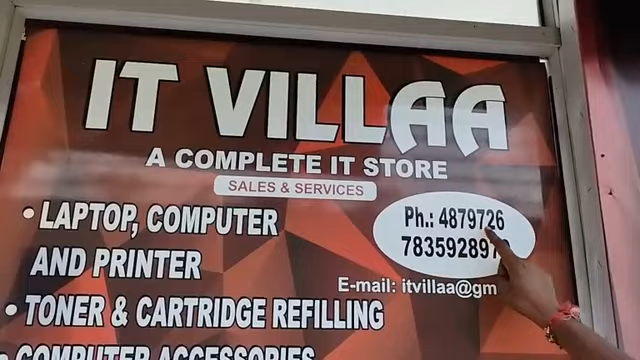 IT VILLAA
A COMPLETE IT STORE
SALES & SERVICES
• LAPTOP, COMPUTER
AND PRINTER
• TONER & CARTRIDGE REFILLING
• COMPUTER ACCESSORIES
Ph.: 4879726
783592897
E-mail: itvillaa@gm